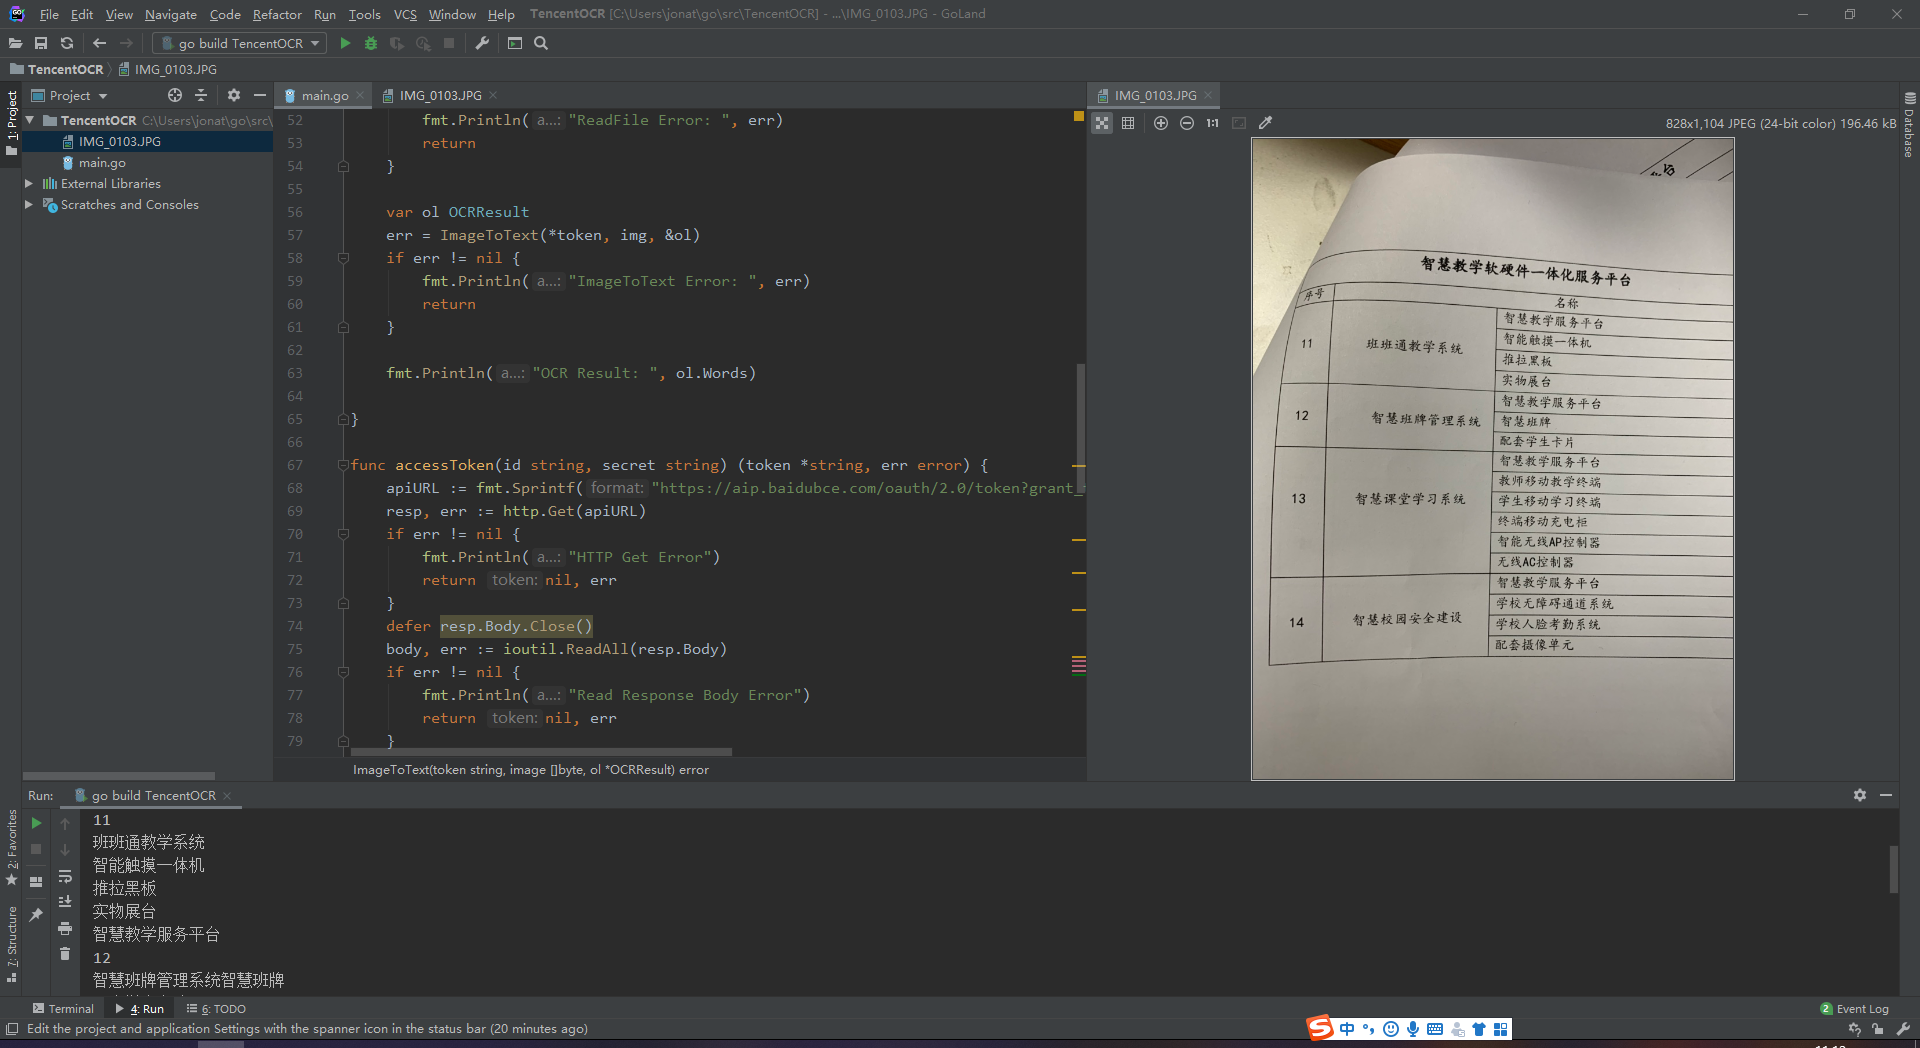 File Edit View Navigate Code Refactor Run Tools VCS Window Help TencentOCR [C:\Users\jonat\go\src\TencentOCR] - ...\IMG_0103.JPG - GoLand
go build TencentOCR
TencentOCR IMG_0103.JPG
1: Project
Project
TencentOCR C:\Users\jonat\go\src\
IMG_0103.JPG
main.go
External Libraries
Scratches and Consoles
main.go IMG_0103.JPG
52 fmt.Println( a...: "ReadFile Error: ", err)
53 return
54 }
55
56 var ol OCRResult
57 err = ImageToText(*token, img, &ol)
58 if err != nil {
59 fmt.Println( a...: "ImageToText Error: ", err)
60 return
61 }
62
63 fmt.Println( a...: "OCR Result: ", ol.Words)
64
65 }
66
67 func accessToken(id string, secret string) (token *string, err error) {
68 apiURL := fmt.Sprintf( format: "https://aip.baidubce.com/oauth/2.0/token?grant_
69 resp, err := http.Get(apiURL)
70 if err != nil {
71 fmt.Println( a...: "HTTP Get Error")
72 return token: nil, err
73 }
74 defer resp.Body.Close()
75 body, err := ioutil.ReadAll(resp.Body)
76 if err != nil {
77 fmt.Println( a...: "Read Response Body Error")
78 return token: nil, err
79 }
ImageToText(token string, image []byte, ol *OCRResult) error
IMG_0103.JPG
1:1
828x1,104 JPEG (24-bit color) 196.46 kB
Database
智慧教学软硬件一体化服务平台
序号 名称
11 班班通教学系统
智慧教学服务平台
智能触摸一体机
推拉黑板
实物展台
12 智慧班牌管理系统
智慧教学服务平台
智慧班牌
配套学生卡片
13 智慧课堂学习系统
智慧教学服务平台
教师移动教学终端
学生移动学习终端
终端移动充电柜
智能无线AP控制器
无线AC控制器
14 智慧校园安全建设
智慧教学服务平台
学校无障碍通道系统
学校人脸考勤系统
配套摄像单元
Run: go build TencentOCR
2: Favorites
7: Structure
11
班班通教学系统
智能触摸一体机
推拉黑板
实物展台
智慧教学服务平台
12
智慧班牌管理系统智慧班牌
Terminal 4: Run 6: TODO
2 Event Log
Edit the project and application Settings with the spanner icon in the status bar (20 minutes ago)
中